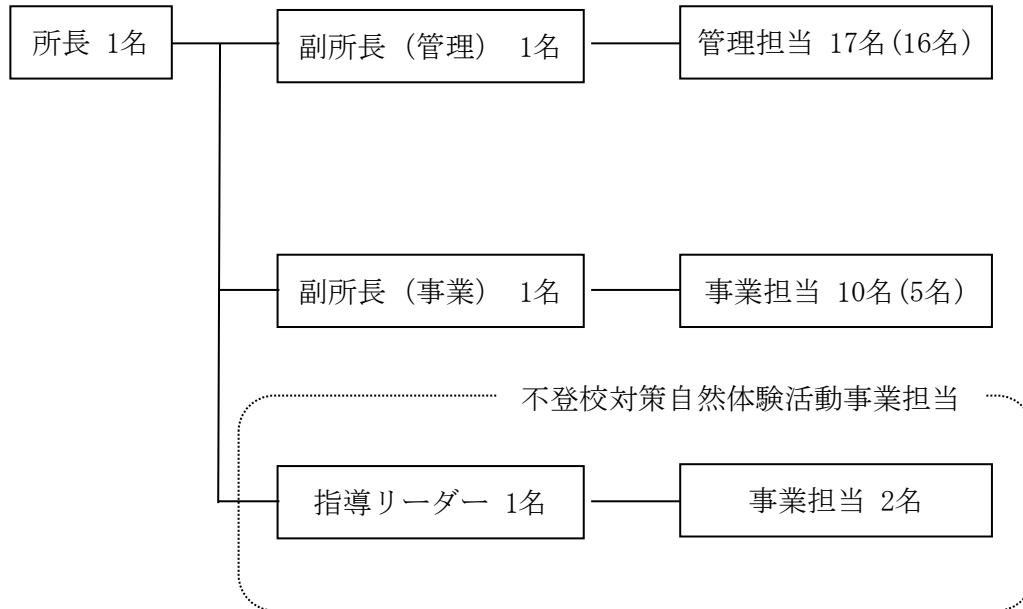 所長 1名
副所長（管理） 1名
管理担当 17名(16名)
副所長（事業） 1名
事業担当 10名(5名)
不登校対策自然体験活動事業担当
指導リーダー 1名
事業担当 2名